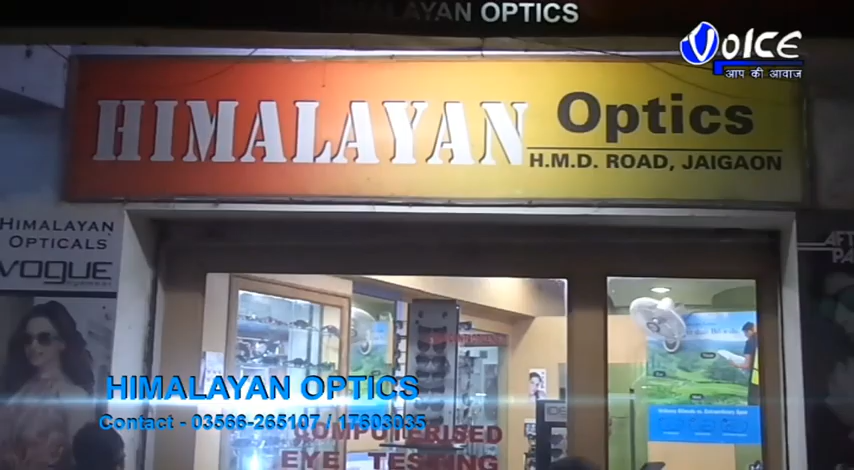 HIMALAYAN OPTICS
VOICE
आप की आवाज
HIMALAYAN Optics
H.M.D. ROAD, JAIGAON
HIMALAYAN
OPTICALS
VOGUE
eyewear
HIMALAYAN OPTICS
Contact - 03566-265107 / 17603035
COMPUTERISED
EYE TESTING